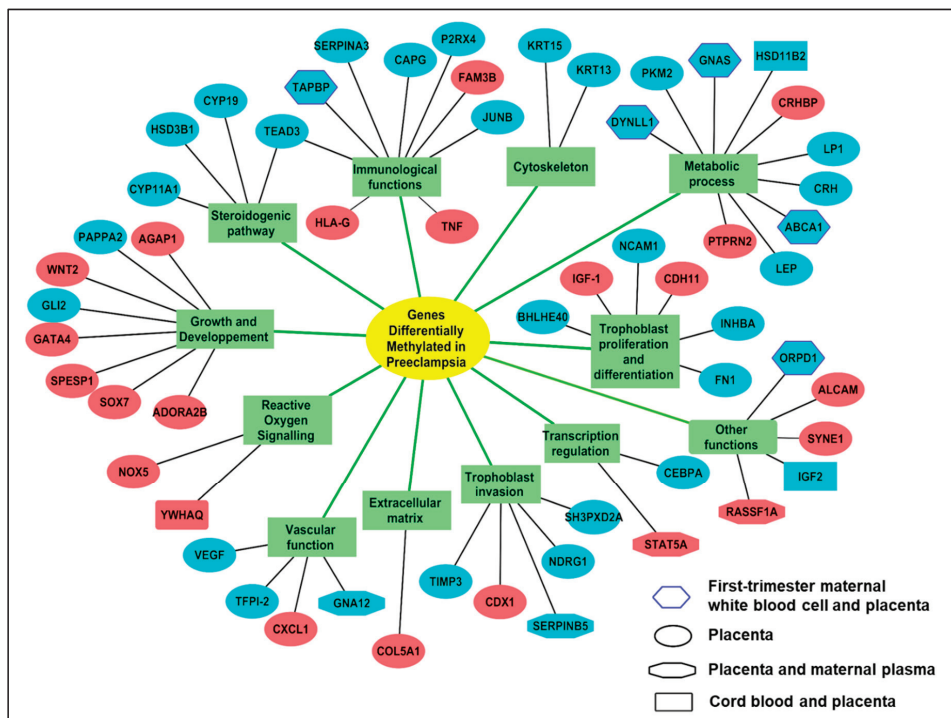 SERPINA3
P2RX4
CAPG
TAPBP
FAM3B
JUNB
TEAD3
CYP19
HSD3B1
CYP11A1
Immunological
functions
HLA-G
TNF
Steroidogenic
pathway
KRT15
KRT13
Cytoskeleton
PKM2
GNAS
HSD11B2
CRHBP
DYNLL1
LP1
CRH
ABCA1
LEP
PTPRN2
Metabolic
process
PAPPA2
AGAP1
WNT2
GLI2
GATA4
SPESP1
SOX7
ADORA2B
Growth and
Developpement
Genes
Differentially
Methylated in
Preeclampsia
NCAM1
IGF-1
CDH11
BHLHE40
INHBA
FN1
Trophoblast
proliferation
and
differentiation
ORPD1
ALCAM
SYNE1
IGF2
RASSF1A
Other
functions
Reactive
Oxygen
Signalling
NOX5
YWHAQ
Vascular
function
VEGF
TFPI-2
CXCL1
GNA12
Extracellular
matrix
COL5A1
Trophoblast
invasion
TIMP3
CDX1
SERPINB5
NDRG1
SH3PXD2A
Transcription
regulation
CEBPA
STAT5A
First-trimester maternal
white blood cell and placenta
Placenta
Placenta and maternal plasma
Cord blood and placenta